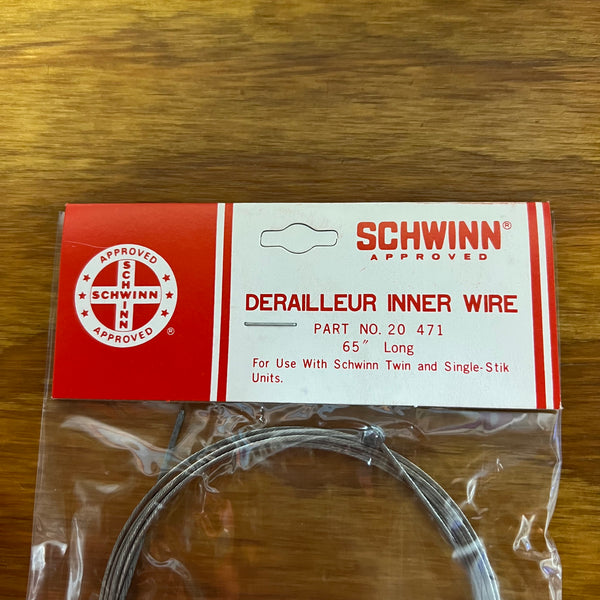 APPROVED
SCHWINN
SCHWINN
APPROVED
®
SCHWINN®
APPROVED
DERAILLEUR INNER WIRE
PART NO. 20 471
65" Long
For Use With Schwinn Twin and Single-Stik
Units.